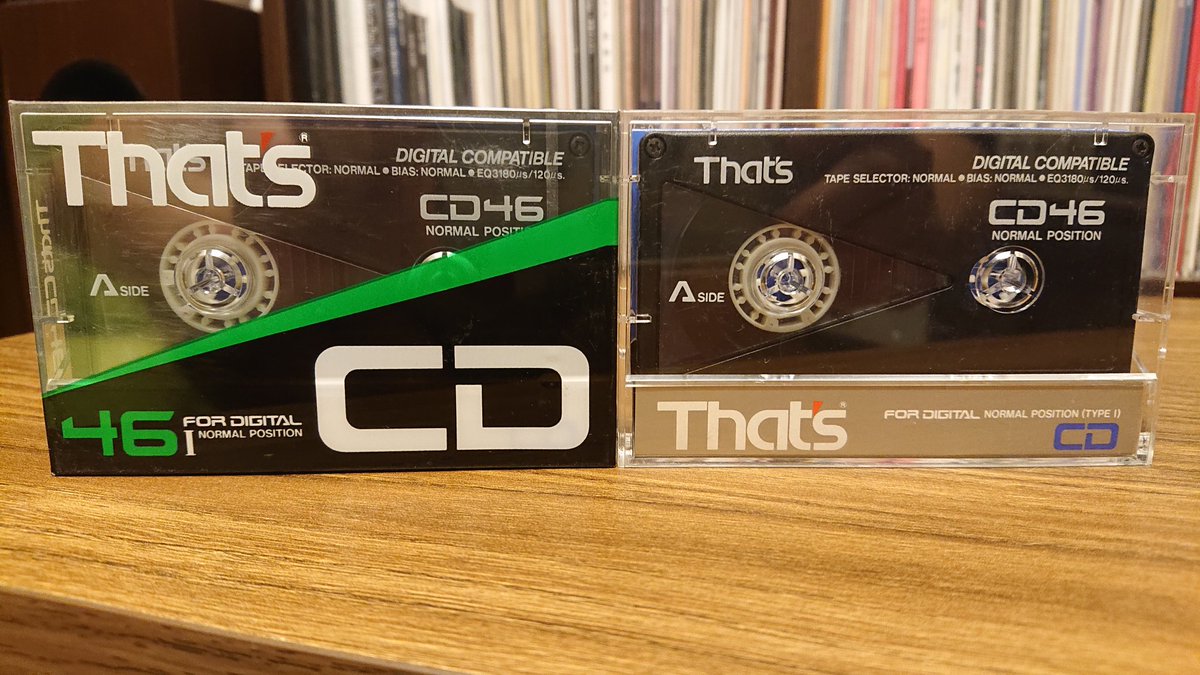 That's®
That's
TAPE SELECTOR: NORMAL ● BIAS: NORMAL ● EQ3180μs/120μs.
DIGITAL COMPATIBLE
CD46
NORMAL
A SIDE
46 FOR DIGITAL
I NORMAL POSITION
CD
That's
DIGITAL COMPATIBLE
TAPE SELECTOR: NORMAL ● BIAS: NORMAL ● EQ3180μs/120μs.
CD46
NORMAL POSITION
A SIDE
That's®
FOR DIGITAL NORMAL POSITION (TYPE I)
CD